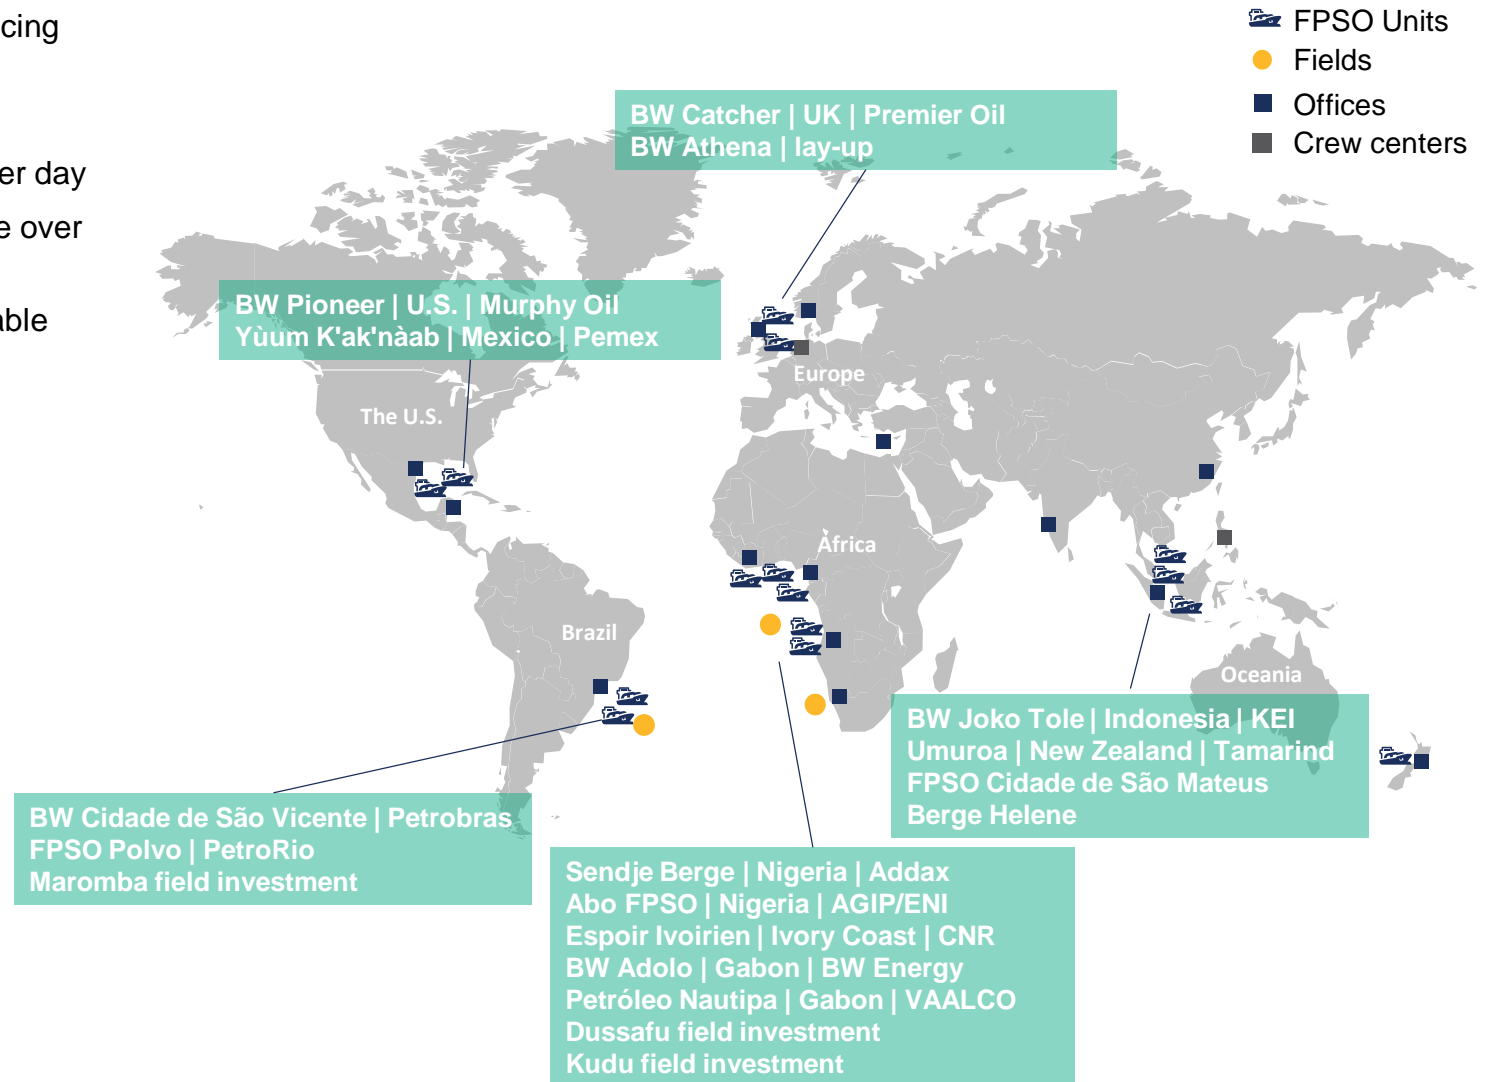 cing
er day
e over
able
FPSO Units
Fields
Offices
Crew centers
BW Catcher | UK | Premier Oil
BW Athena | lay-up
BW Pioneer | U.S. | Murphy Oil
Yùum K'ak'nàab | Mexico | Pemex
Europe
The U.S.
Africa
Brazil
Oceania
BW Joko Tole | Indonesia | KEI
Umuroa | New Zealand | Tamarind
FPSO Cidade de São Mateus
Berge Helene
BW Cidade de São Vicente | Petrobras
FPSO Polvo | PetroRio
Maromba field investment
Sendje Berge | Nigeria | Addax
Abo FPSO | Nigeria | AGIP/ENI
Espoir Ivoirien | Ivory Coast | CNR
BW Adolo | Gabon | BW Energy
Petróleo Nautipa | Gabon | VAALCO
Dussafu field investment
Kudu field investment